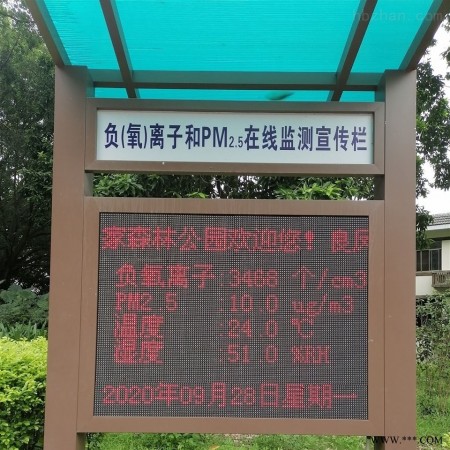 负(氧)离子和PM2.5在线监测宣传栏
家森林公园欢迎您！良凤
负氧离子:3468 个/cm3
PM2.5 :10.0 ug/m3
温度 :24.0 ℃
湿度 :51.0 %RH
2020年09月28日星期一